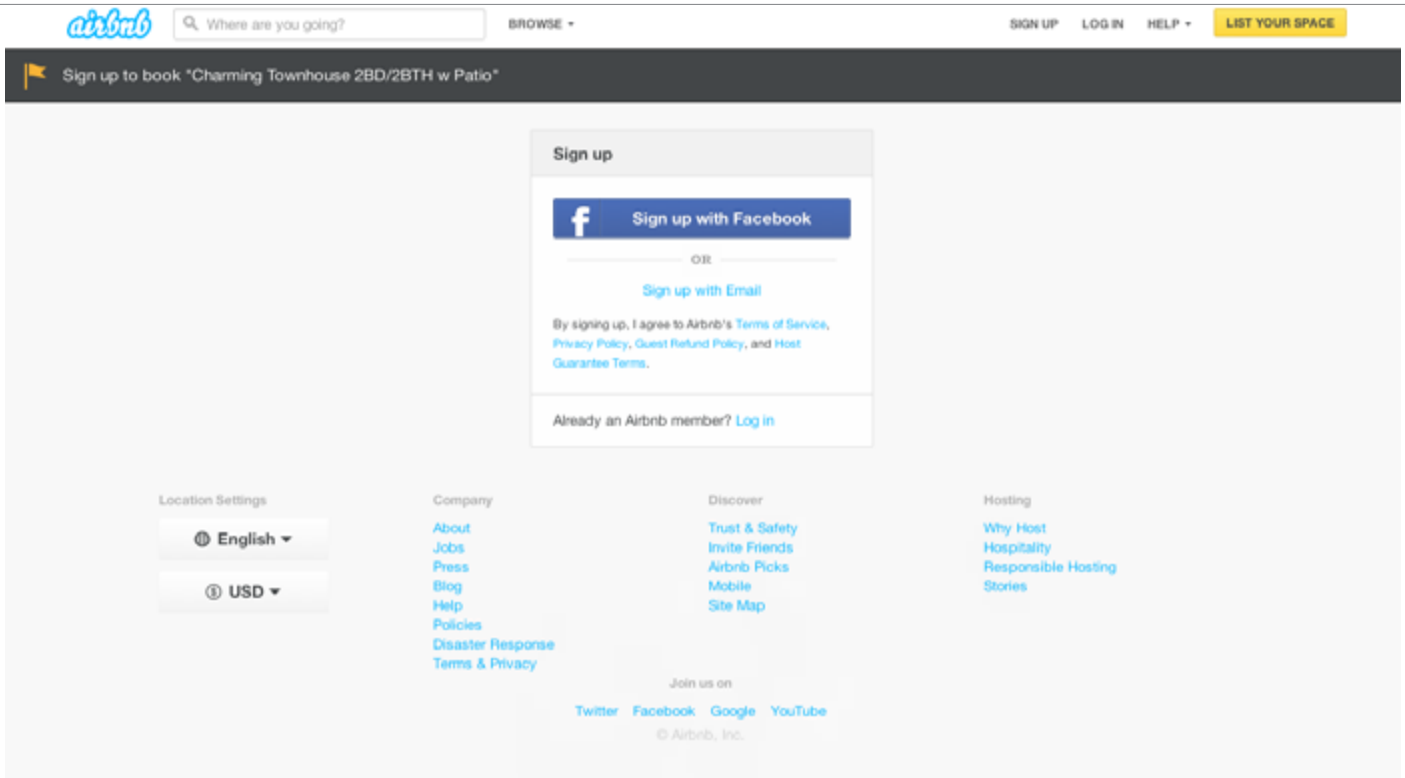 airbnb
Where are you going?
BROWSE
SIGN UP
LOG IN
HELP
LIST YOUR SPACE
Sign up to book "Charming Townhouse 2BD/2BTH w Patio"
Sign up
f
Sign up with Facebook
OR
Sign up with Email
By signing up, I agree to Airbnb's Terms of Service,
Privacy Policy, Guest Refund Policy, and Host
Guarantee Terms.
Already an Airbnb member? Log in
Location Settings
English
$ USD
Company
About
Jobs
Press
Blog
Help
Policies
Disaster Response
Terms & Privacy
Discover
Trust & Safety
Invite Friends
Airbnb Picks
Mobile
Site Map
Hosting
Why Host
Hospitality
Responsible Hosting
Stories
Join us on
Twitter Facebook Google YouTube
© Airbnb, Inc.